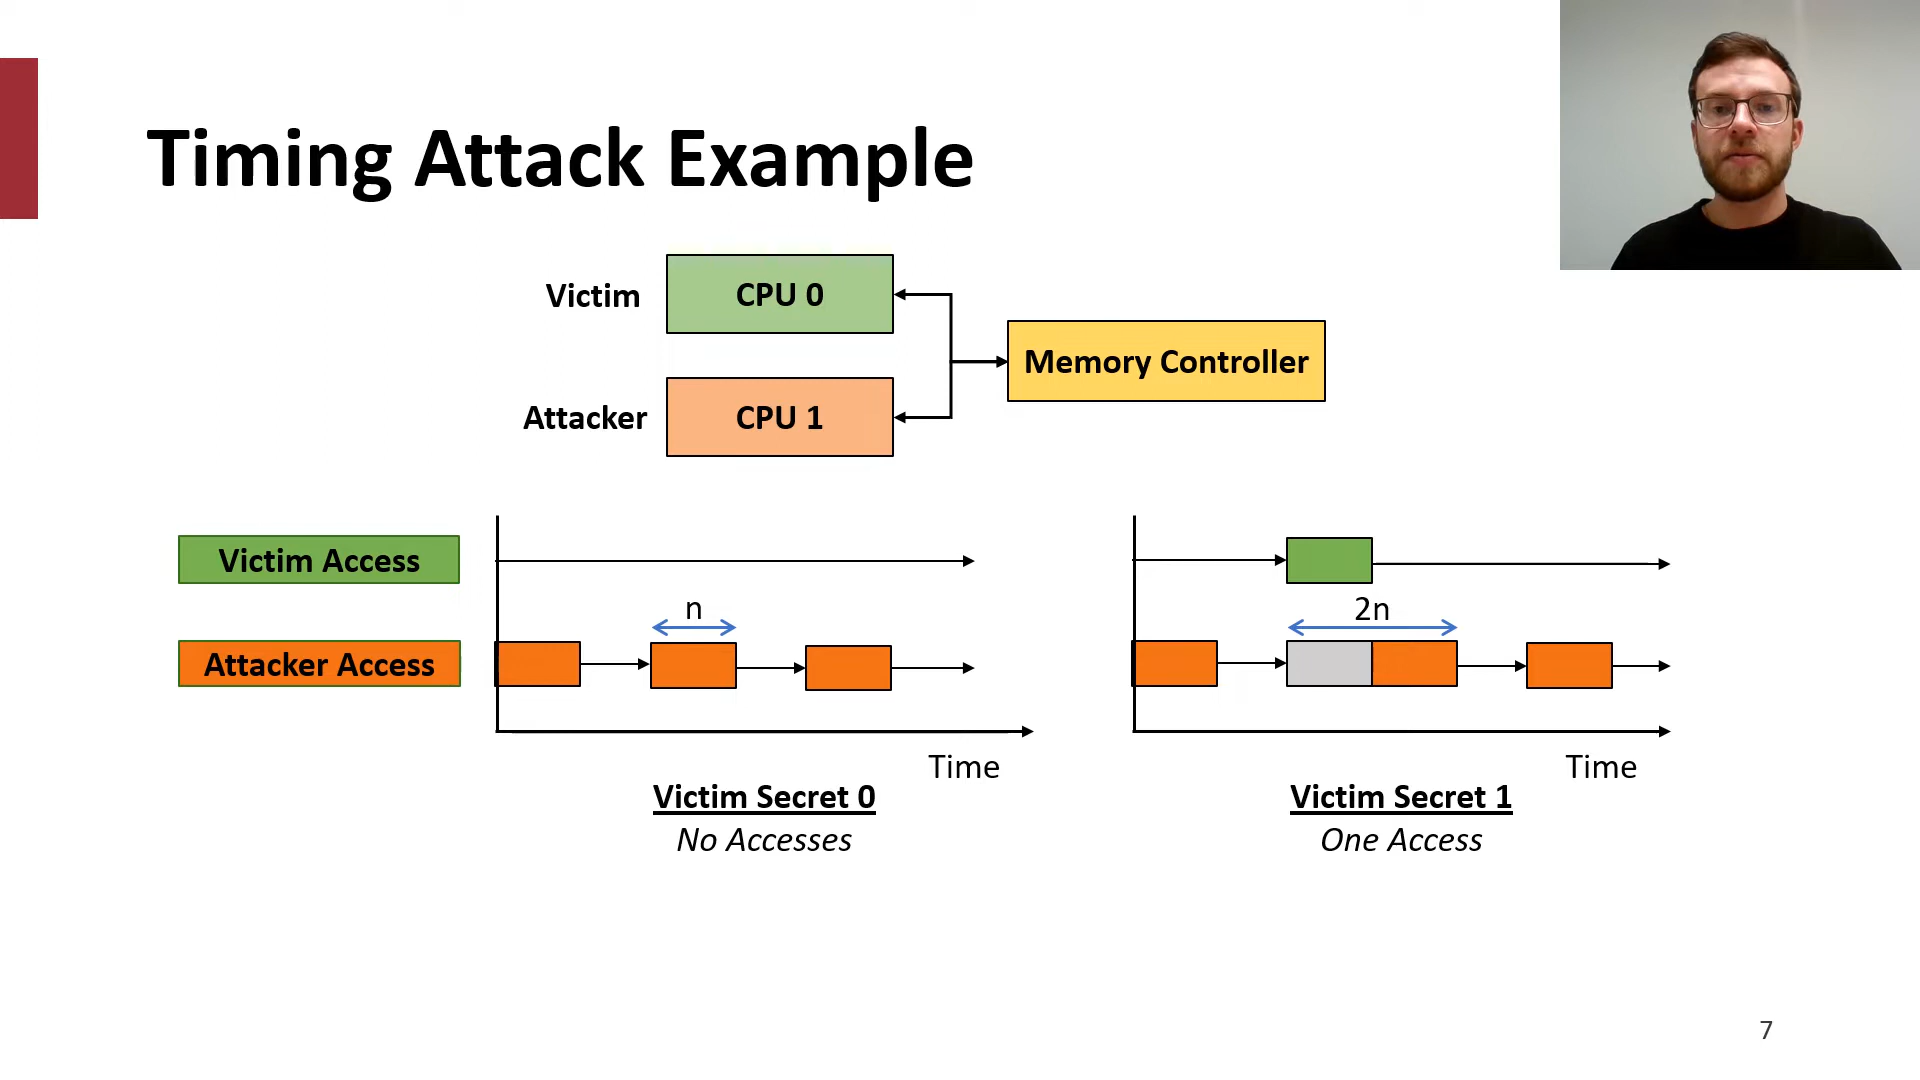 Timing Attack Example
Victim
CPU 0
Memory Controller
Attacker
CPU 1
Victim Access
n
2n
Attacker Access
Time
Time
Victim Secret 0
No Accesses
Victim Secret 1
One Access
7